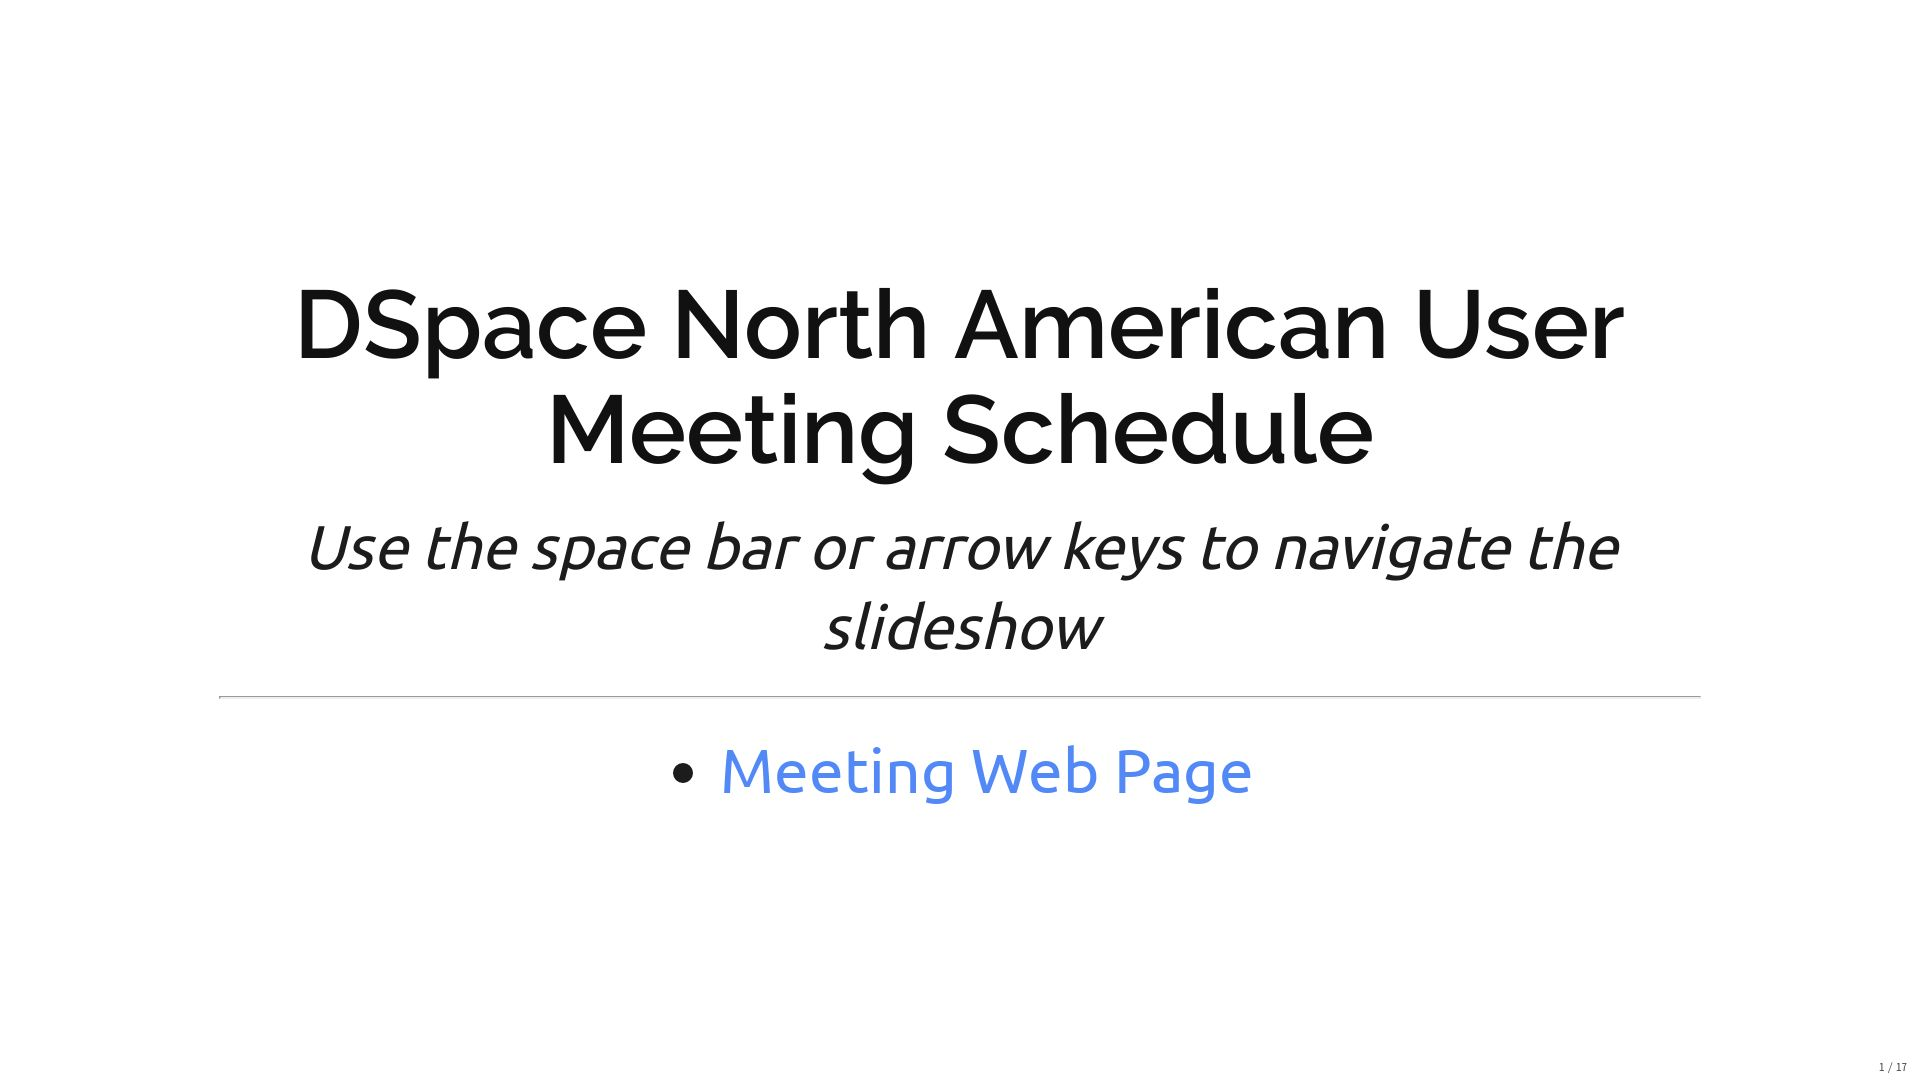 DSpace North American User
Meeting Schedule
Use the space bar or arrow keys to navigate the
slideshow
• Meeting Web Page
1 / 17